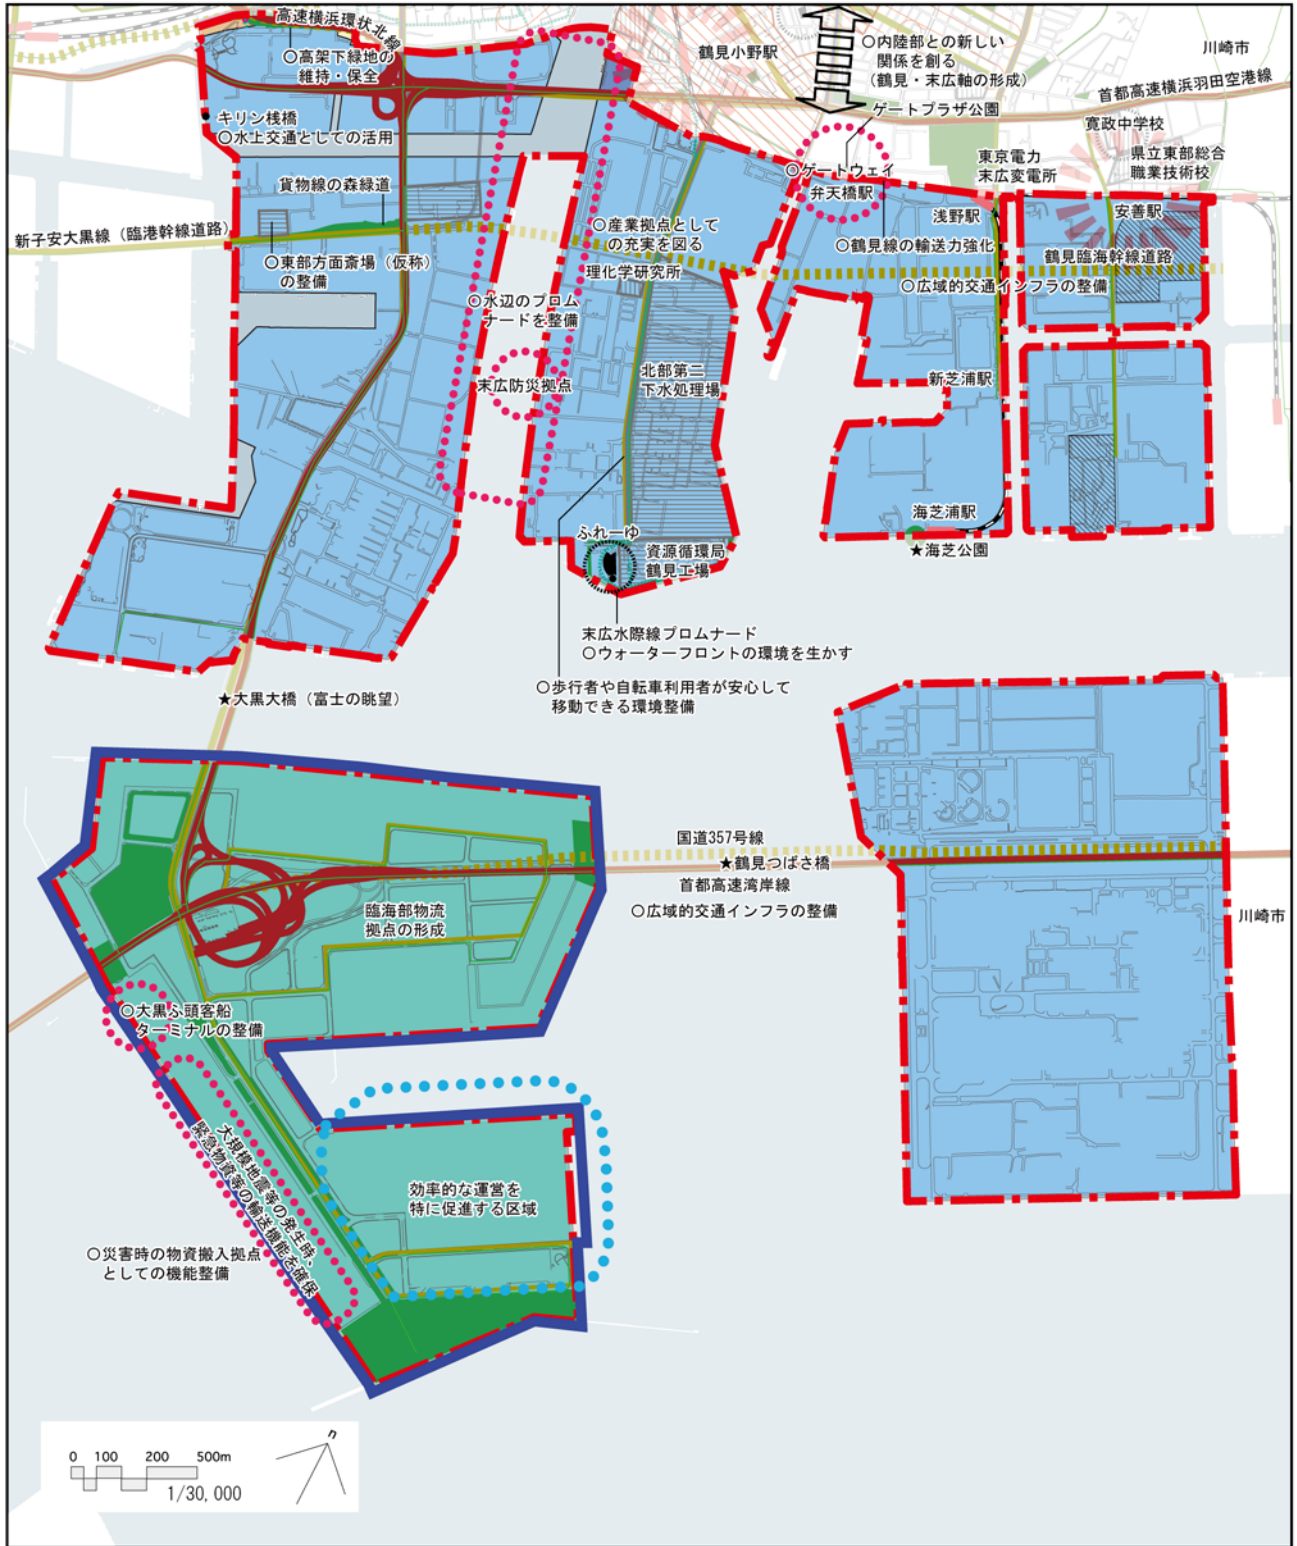 高速横浜環状北線
○高架下緑地の
維持・保全
鶴見小野駅
○内陸部との新しい
関係を創る
（鶴見・末広軸の形成）
川崎市
首都高速横浜羽田空港線
ゲートプラザ公園
キリン桟橋
○水上交通としての活用
寛政中学校
東京電力
末広変電所
県立東部総合
職業技術校
○ゲートウェイ
弁天橋駅
貨物線の森緑道
浅野駅
安善駅
新子安大黒線（臨港幹線道路）
○産業拠点として
の充実を図る
○鶴見線の輸送力強化
鶴見臨海幹線道路
○東部方面斎場（仮称）
の整備
理化学研究所
○広域的交通インフラの整備
○水辺のプロム
ナードを整備
末広防災拠点
北部第二
下水処理場
新芝浦駅
海芝浦駅
★海芝公園
ふれーゆ
資源循環局
鶴見工場
末広水際線プロムナード
○ウォーターフロントの環境を生かす
○歩行者や自転車利用者が安心して
移動できる環境整備
★大黒大橋（富士の眺望）
国道357号線
★鶴見つばさ橋
首都高速湾岸線
○広域的交通インフラの整備
川崎市
臨海部物流
拠点の形成
○大黒ふ頭客船
ターミナルの整備
大規模地震等の発生時、
緊急物資等の輸送機能を確保
効率的な運営を
特に促進する区域
○災害時の物資搬入拠点
としての機能整備
0 100 200 500m
1/30,000
n